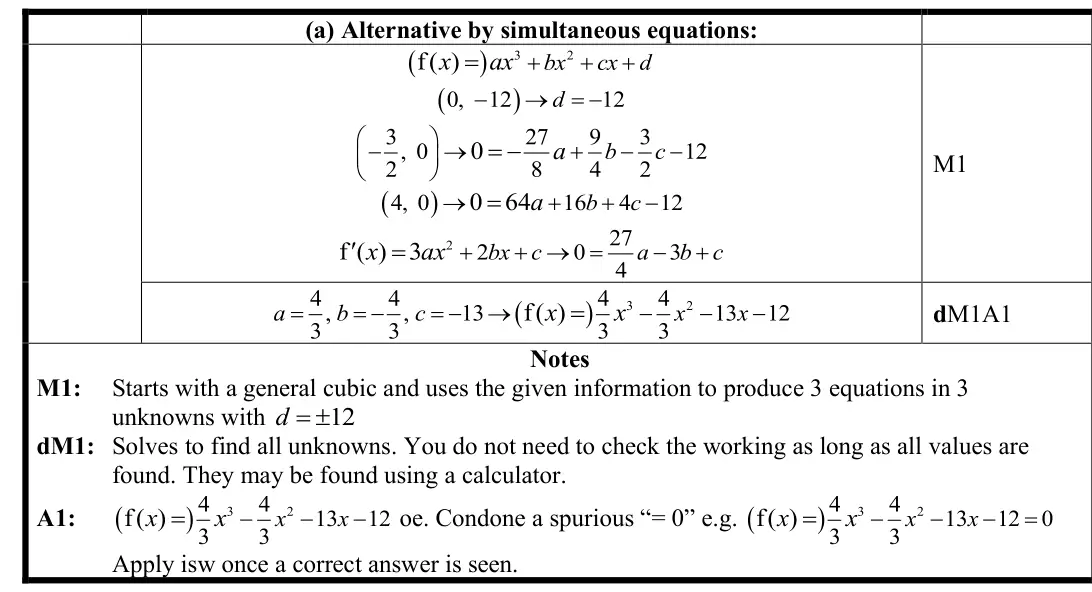 (a) Alternative by simultaneous equations:
(f(x) =)ax³ + bx² + cx + d
(0, −12) → d = −12
(−3/2, 0) → 0 = −27/8 a + 9/4 b − 3/2 c − 12
M1
(4, 0) → 0 = 64a + 16b + 4c − 12
f′(x) = 3ax² + 2bx + c → 0 = 27/4 a − 3b + c
a = 4/3, b = −4/3, c = −13 → (f(x) =) 4/3 x³ − 4/3 x² − 13x − 12 dM1A1
Notes
M1: Starts with a general cubic and uses the given information to produce 3 equations in 3
unknowns with d = ±12
dM1: Solves to find all unknowns. You do not need to check the working as long as all values are
found. They may be found using a calculator.
A1: (f(x) =) 4/3 x³ − 4/3 x² − 13x − 12 oe. Condone a spurious “= 0” e.g. (f(x) =) 4/3 x³ − 4/3 x² − 13x − 12 = 0
Apply isw once a correct answer is seen.